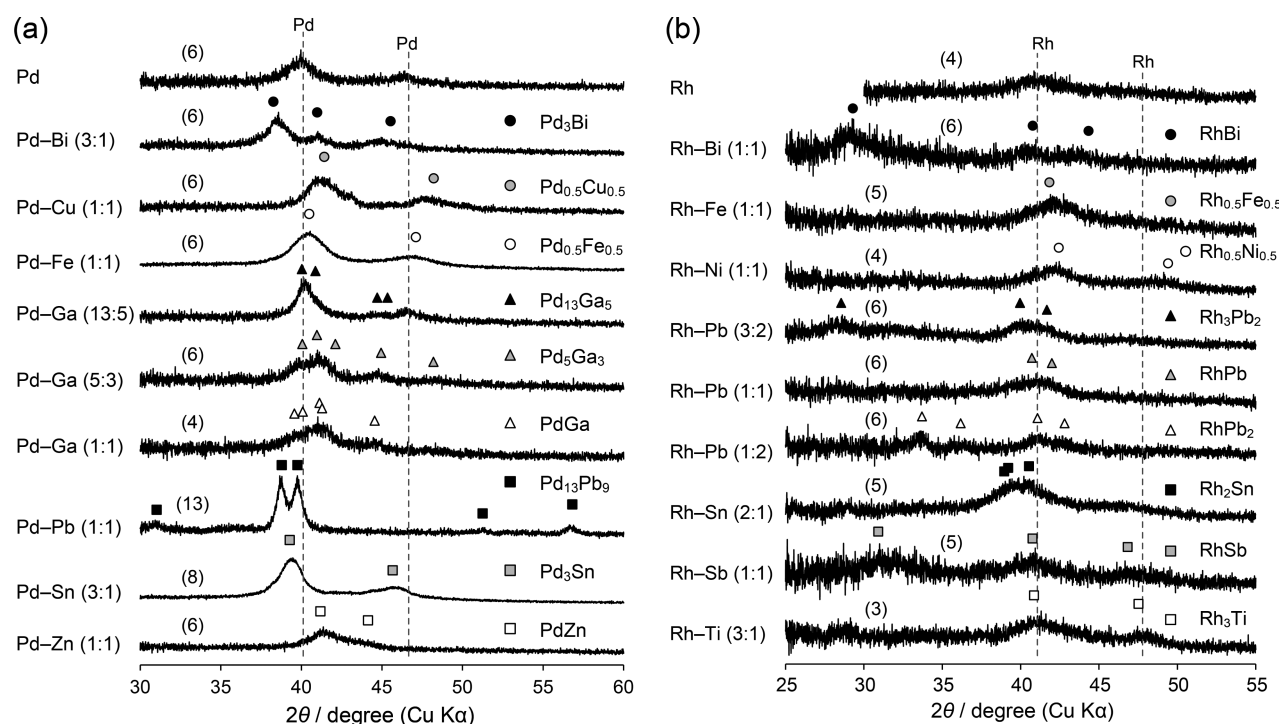 (a)
Pd
Pd
Pd
(6)
Pd–Bi (3:1)
(6)
Pd₃Bi
Pd–Cu (1:1)
(6)
Pd₀.₅Cu₀.₅
Pd–Fe (1:1)
(6)
Pd₀.₅Fe₀.₅
Pd–Ga (13:5)
(6)
Pd₁₃Ga₅
Pd–Ga (5:3)
(6)
Pd₅Ga₃
Pd–Ga (1:1)
(4)
PdGa
Pd–Pb (1:1)
(13)
Pd₁₃Pb₉
Pd–Sn (3:1)
(8)
Pd₃Sn
Pd–Zn (1:1)
(6)
PdZn
30 40 45 50 55 60
2θ / degree (Cu Kα)
(b)
Rh
Rh
Rh
(4)
Rh–Bi (1:1)
(6)
RhBi
Rh–Fe (1:1)
(5)
Rh₀.₅Fe₀.₅
Rh–Ni (1:1)
(4)
Rh₀.₅Ni₀.₅
Rh–Pb (3:2)
(6)
Rh₃Pb₂
Rh–Pb (1:1)
(6)
RhPb
Rh–Pb (1:2)
(6)
RhPb₂
Rh–Sn (2:1)
(5)
Rh₂Sn
Rh–Sb (1:1)
(5)
RhSb
Rh–Ti (3:1)
(3)
Rh₃Ti
25 30 35 40 45 50 55
2θ / degree (Cu Kα)